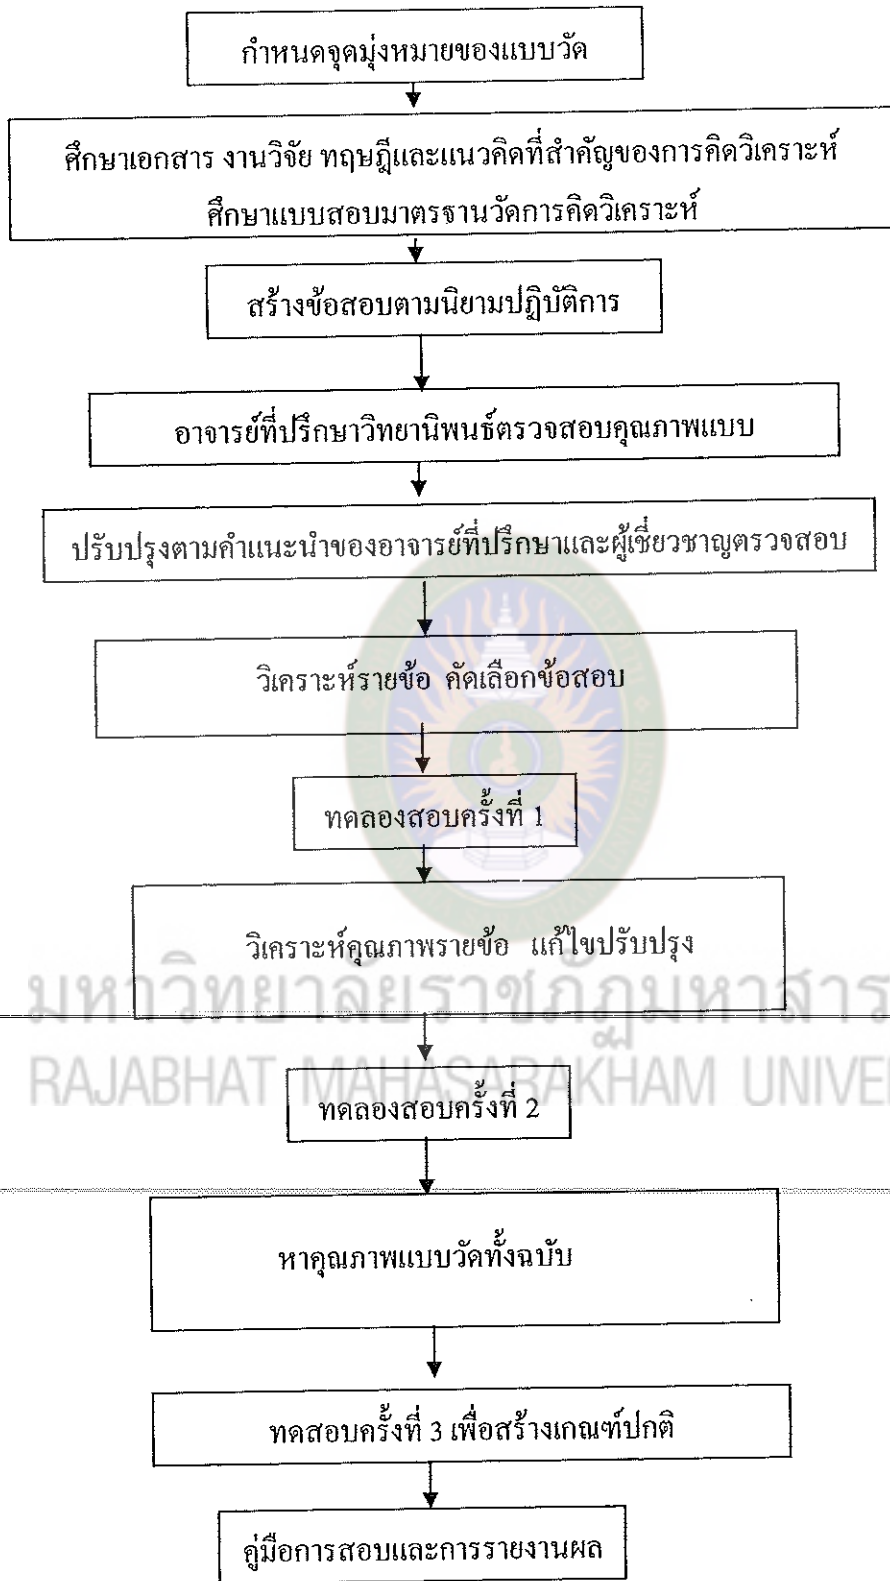 กำหนดจุดมุ่งหมายของแบบวัด
ศึกษาเอกสาร งานวิจัย ทฤษฎีและแนวคิดที่สำคัญของการคิดวิเคราะห์
ศึกษาแบบสอบมาตรฐานวัดการคิดวิเคราะห์
สร้างข้อสอบตามนิยามปฏิบัติการ
อาจารย์ที่ปรึกษาวิทยานิพนธ์ตรวจสอบคุณภาพแบบ
ปรับปรุงตามคำแนะนำของอาจารย์ที่ปรึกษาและผู้เชี่ยวชาญตรวจสอบ
วิเคราะห์รายข้อ คัดเลือกข้อสอบ
ทดลองสอบครั้งที่ 1
วิเคราะห์คุณภาพรายข้อ แก้ไขปรับปรุง
มหาวิทยาลัยราชภัฏมหาสาร
RAJABHAT MAHASARAKHAM UNIVE
ทดลองสอบครั้งที่ 2
หาคุณภาพแบบวัดทั้งฉบับ
ทดสอบครั้งที่ 3 เพื่อสร้างเกณฑ์ปกติ
คู่มือการสอบและการรายงานผล